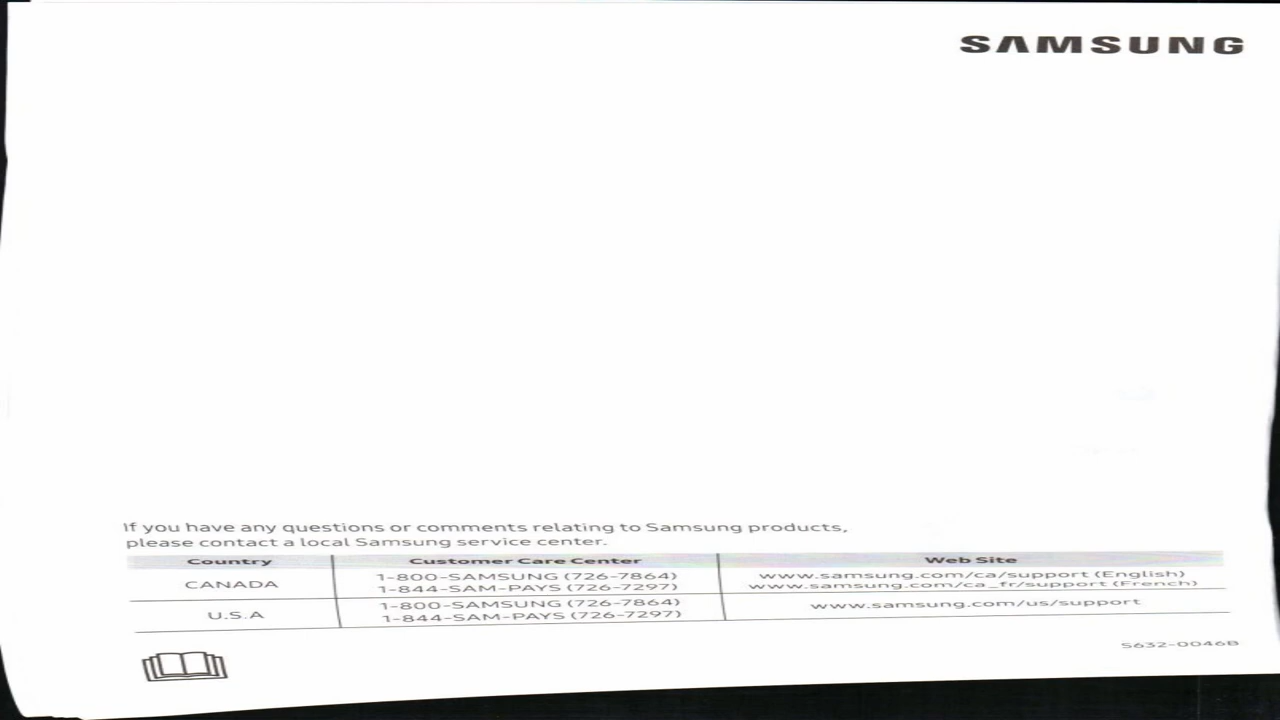 SAMSUNG
If you have any questions or comments relating to Samsung products,
please contact a local Samsung service center.
Country Customer Care Center Web Site
CANADA
1-800-SAMSUNG (726-7864)
1-844-SAM-PAYS (726-7297)
www.samsung.com/ca/support (English)
www.samsung.com/ca_fr/support (French)
U.S.A
1-800-SAMSUNG (726-7864)
1-844-SAM-PAYS (726-7297)
www.samsung.com/us/support
S632-0046B